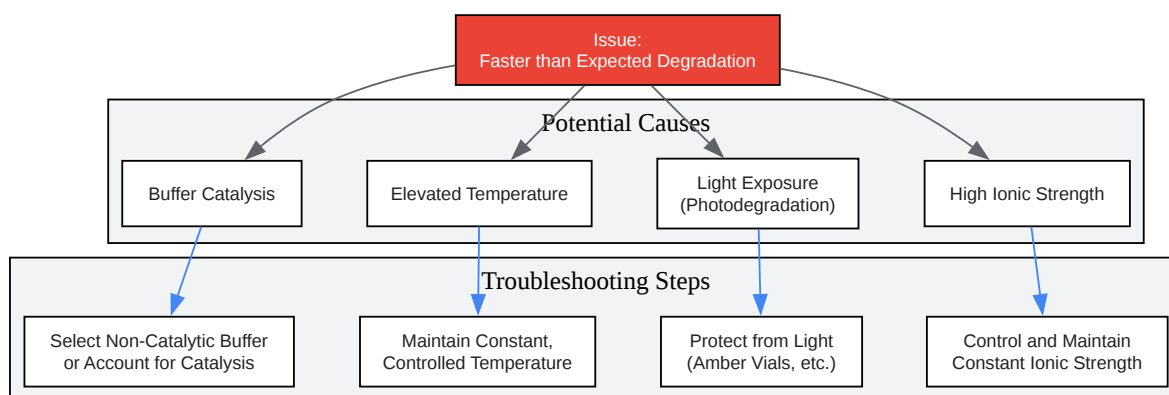 Issue:
Faster than Expected Degradation
Potential Causes
Buffer Catalysis
Elevated Temperature
Light Exposure
(Photodegradation)
High Ionic Strength
Troubleshooting Steps
Select Non-Catalytic Buffer
or Account for Catalysis
Maintain Constant,
Controlled Temperature
Protect from Light
(Amber Vials, etc.)
Control and Maintain
Constant Ionic Strength